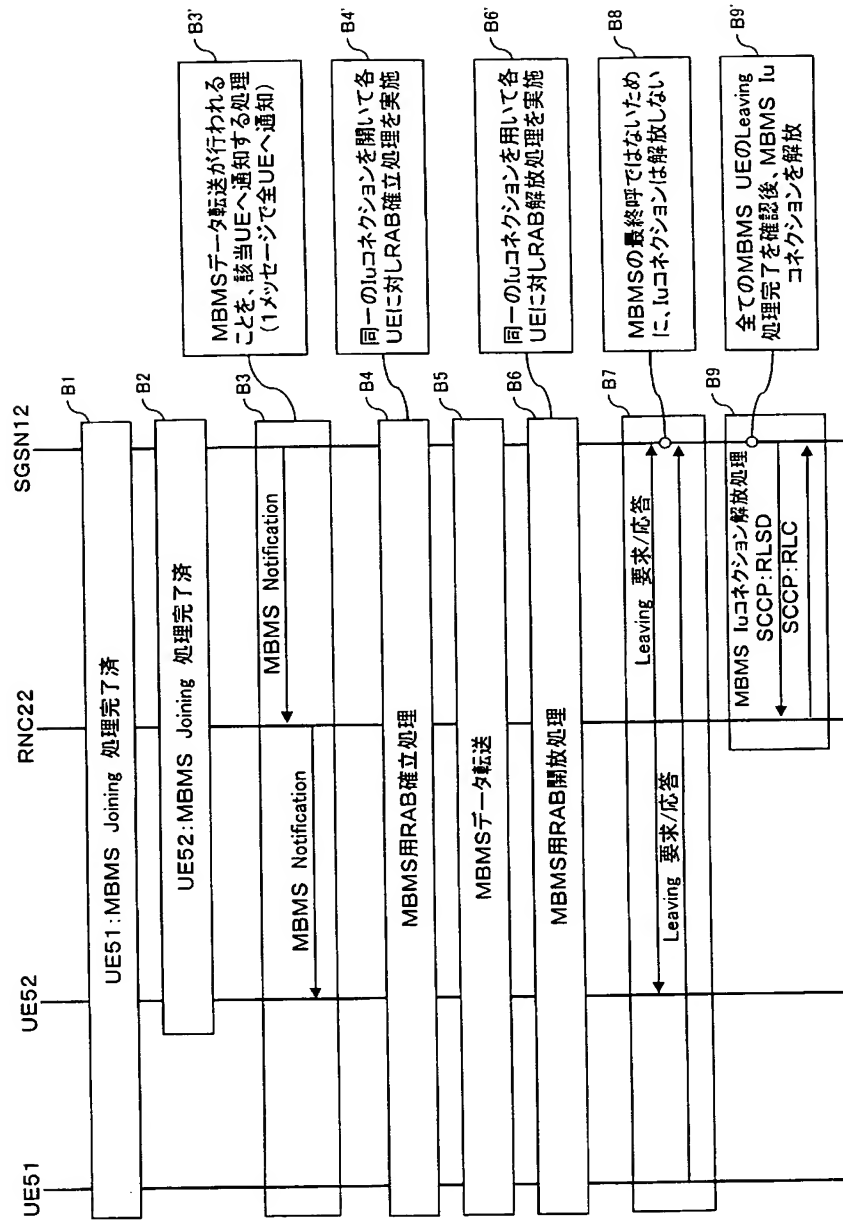 UE51
UE52
RNC22
SGSN12
B1
UE51:MBMS Joining 処理完了済
B2
UE52:MBMS Joining 処理完了済
B3
MBMS Notification
MBMS Notification
B3'
MBMSデータ転送が行われる
ことを、該当UEへ通知する処理
(1メッセージで全UEへ通知)
B4
MBMS用RAB確立処理
B4'
同一のIuコネクションを開いて各
UEに対しRAB確立処理を実施
B5
MBMSデータ転送
B6
MBMS用RAB開放処理
B6'
同一のIuコネクションを用いて各
UEに対しRAB解放処理を実施
B7
Leaving 要求/応答
Leaving 要求/応答
B8
MBMSの最終呼ではないため
に、Iuコネクションは解放しない
B9
MBMS Iuコネクション解放処理
SCCP:RLSD
SCCP:RLC
B9'
全てのMBMS UEのLeaving
処理完了を確認後、MBMS Iu
コネクションを解放